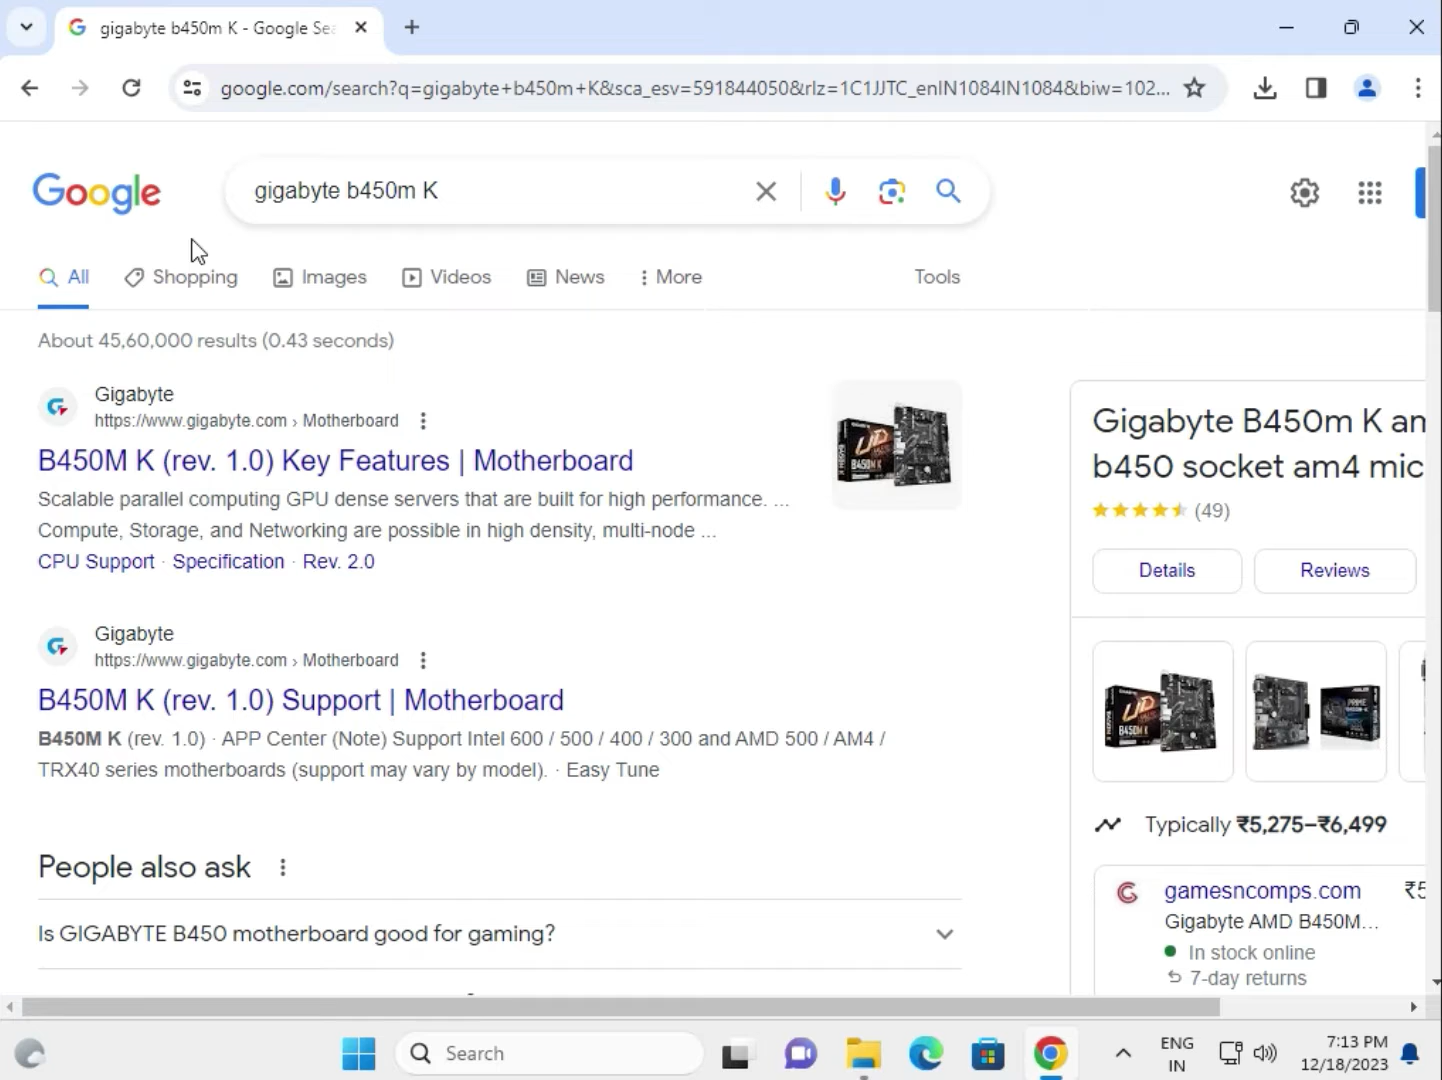 gigabyte b450m K - Google Sea
google.com/search?q=gigabyte+b450m+K&sca_esv=591844050&rlz=1C1JJTC_enIN1084IN1084&biw=102...
Google
gigabyte b450m K
All
Shopping
Images
Videos
News
More
Tools
About 45,60,000 results (0.43 seconds)
Gigabyte
https://www.gigabyte.com › Motherboard
B450M K (rev. 1.0) Key Features | Motherboard
Scalable parallel computing GPU dense servers that are built for high performance. ...
Compute, Storage, and Networking are possible in high density, multi-node ...
CPU Support · Specification · Rev. 2.0
Gigabyte
https://www.gigabyte.com › Motherboard
B450M K (rev. 1.0) Support | Motherboard
B450M K (rev. 1.0) · APP Center (Note) Support Intel 600 / 500 / 400 / 300 and AMD 500 / AM4 /
TRX40 series motherboards (support may vary by model). · Easy Tune
People also ask
Is GIGABYTE B450 motherboard good for gaming?
Gigabyte B450m K am
b450 socket am4 mic
(49)
Details
Reviews
Typically ₹5,275–₹6,499
gamesncomps.com
₹5
Gigabyte AMD B450M...
In stock online
7-day returns
Search
ENG
IN
7:13 PM
12/18/2023